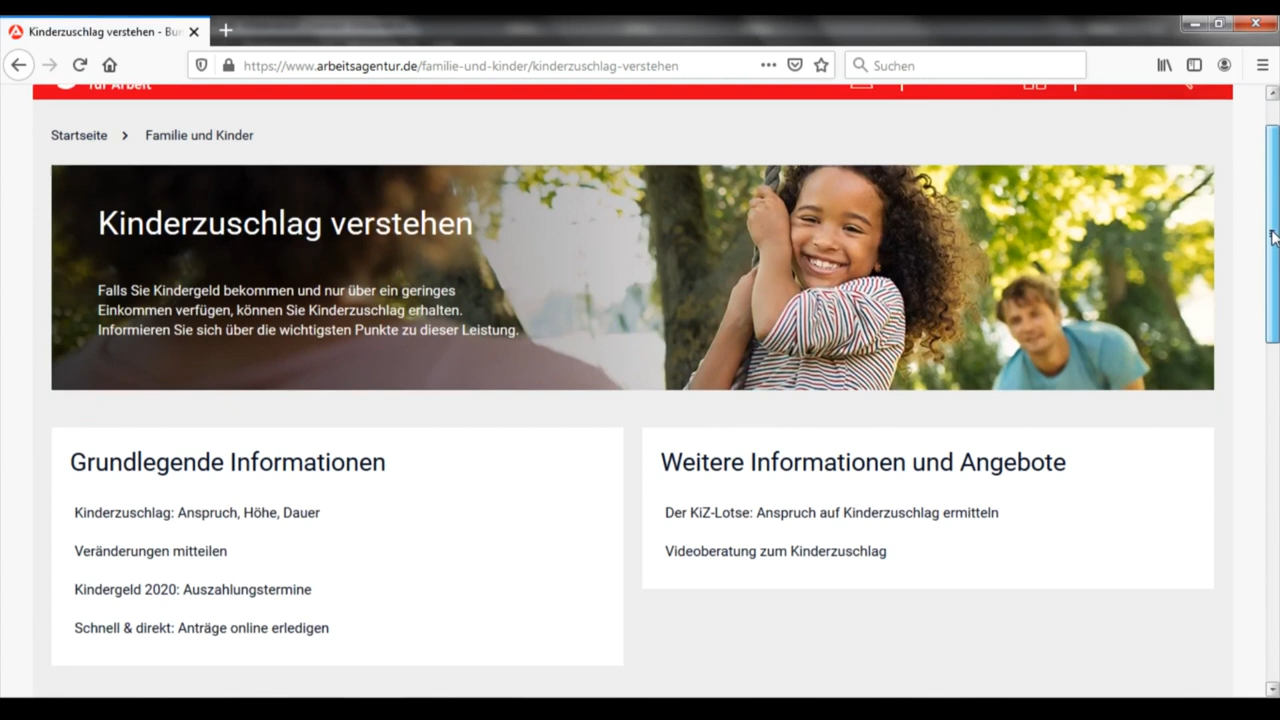 Kinderzuschlag verstehen - Bun
https://www.arbeitsagentur.de/familie-und-kinder/kinderzuschlag-verstehen
Suchen
für Arbeit
Startseite > Familie und Kinder
Kinderzuschlag verstehen
Falls Sie Kindergeld bekommen und nur über ein geringes
Einkommen verfügen, können Sie Kinderzuschlag erhalten.
Informieren Sie sich über die wichtigsten Punkte zu dieser Leistung.
Grundlegende Informationen
Kinderzuschlag: Anspruch, Höhe, Dauer
Veränderungen mitteilen
Kindergeld 2020: Auszahlungstermine
Schnell & direkt: Anträge online erledigen
Weitere Informationen und Angebote
Der KiZ-Lotse: Anspruch auf Kinderzuschlag ermitteln
Videoberatung zum Kinderzuschlag